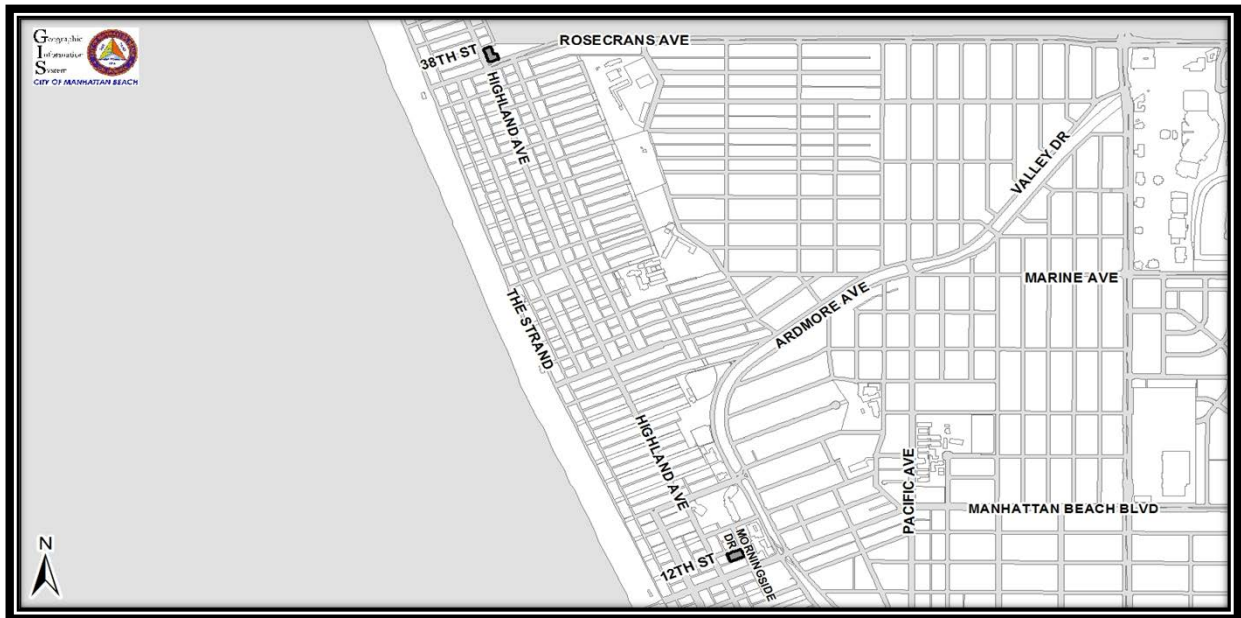 Geographic
Information
System
CITY OF MANHATTAN BEACH
38TH ST
ROSECRANS AVE
HIGHLAND AVE
VALLEY DR
MARINE AVE
THE STRAND
ARDMORE AVE
HIGHLAND AVE
PACIFIC AVE
MANHATTAN BEACH BLVD
12TH ST
MORNINGSIDE
DR
N